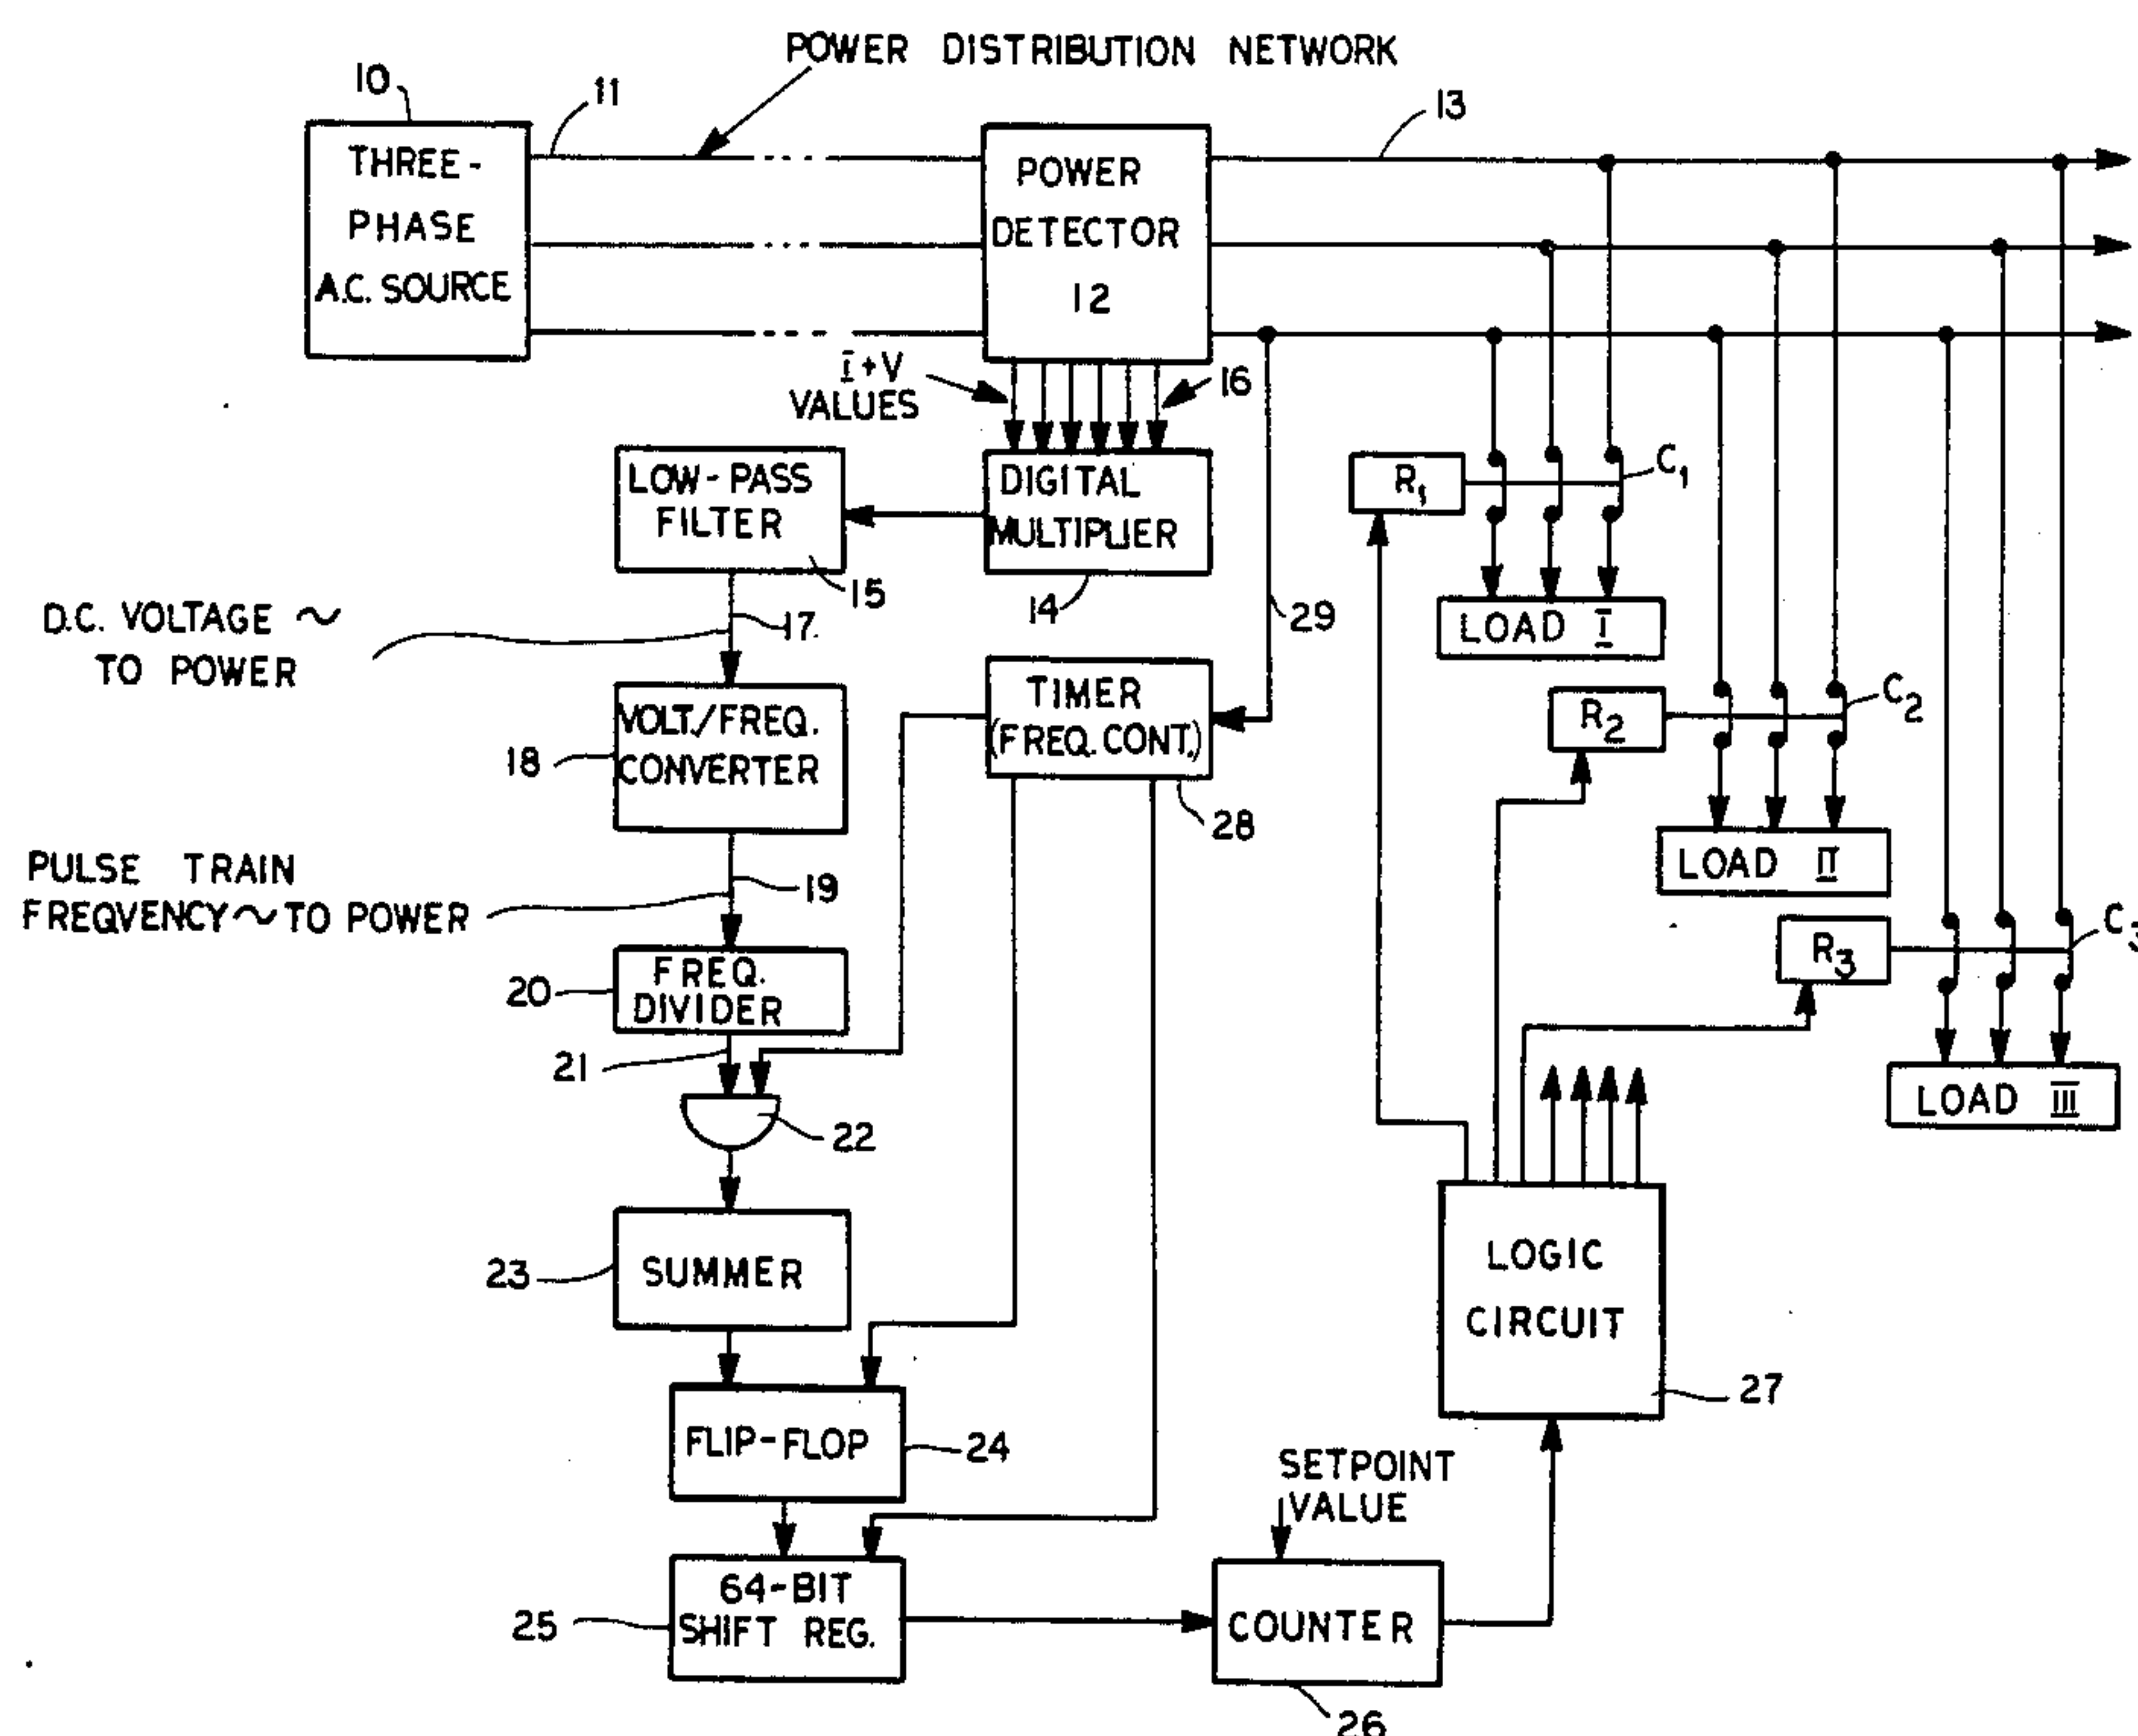 POWER DISTRIBUTION NETWORK
10
11
13
THREE-
PHASE
A.C. SOURCE
POWER
DETECTOR
12
I+V
VALUES
16
LOW-PASS
FILTER
15
DIGITAL
MULTIPLIER
14
R1
C1
LOAD I
29
D.C. VOLTAGE ~
TO POWER
17
VOLT./FREQ.
CONVERTER
18
TIMER
(FREQ. CONT.)
28
R2
C2
LOAD II
PULSE TRAIN
FREQVENCY ~ TO POWER
19
R3
C3
LOAD III
FREQ.
DIVIDER
20
21
22
SUMMER
23
LOGIC
CIRCUIT
27
FLIP-FLOP
24
SETPOINT
VALUE
64-BIT
SHIFT REG.
25
COUNTER
26